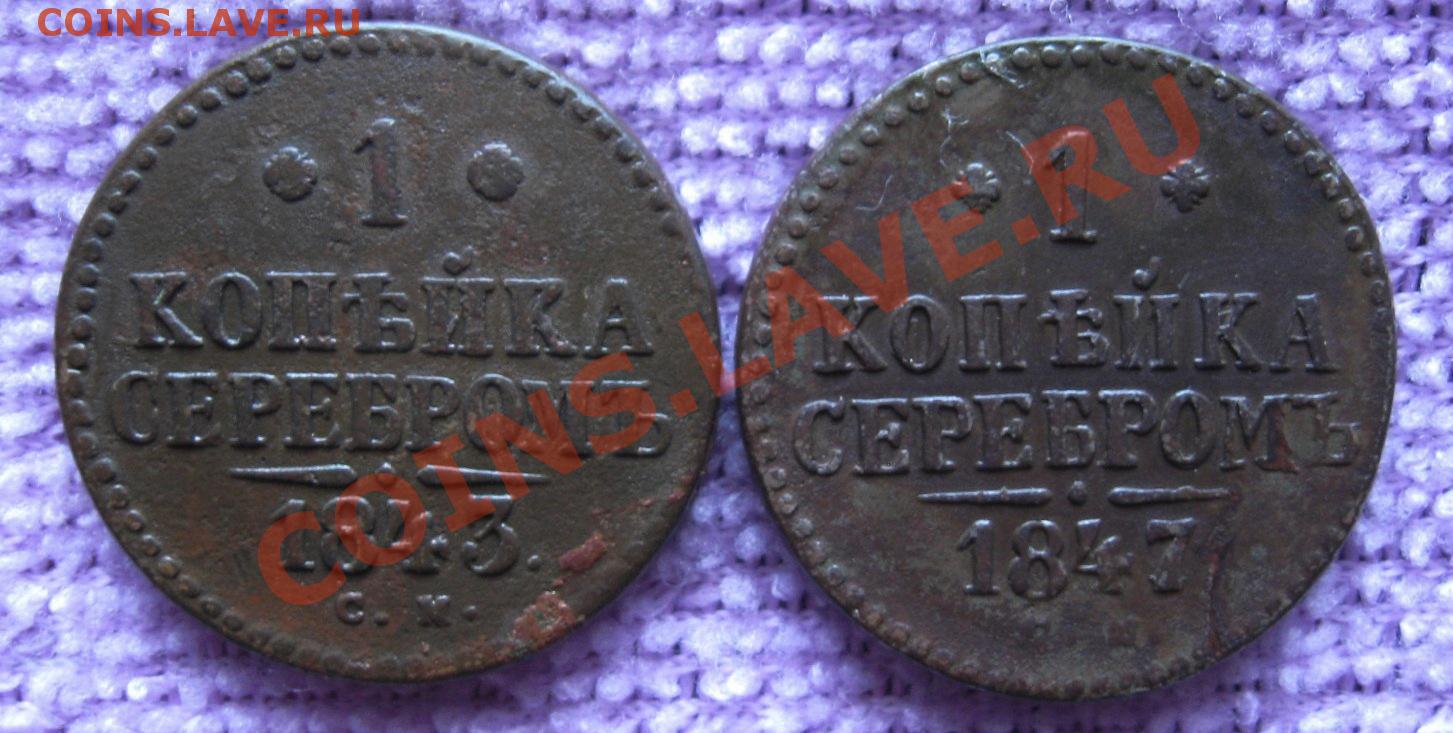 COINS.LAVE.RU
1
КОПѢЙКА
СЕРЕБРОМЪ
1843.
С. М.
1
КОПѢЙКА
СЕРЕБРОМЪ
1847
COINS.LAVE.RU